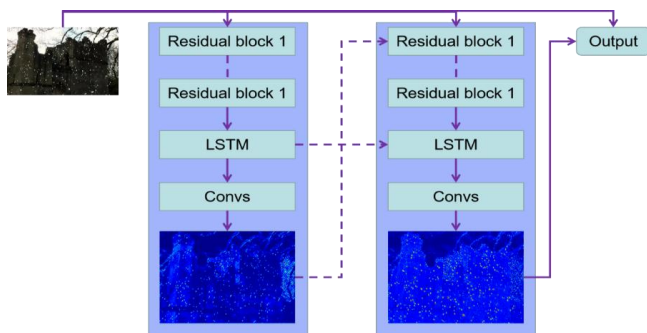 Residual block 1
Residual block 1
LSTM
Convs
Residual block 1
Residual block 1
LSTM
Convs
Output